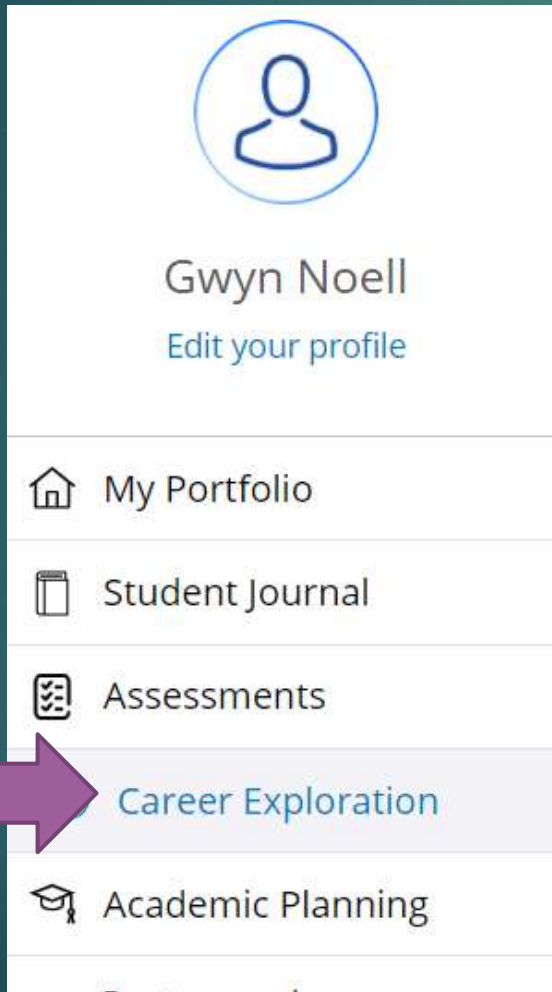 Gwyn Noell
Edit your profile
My Portfolio
Student Journal
Assessments
Career Exploration
Academic Planning